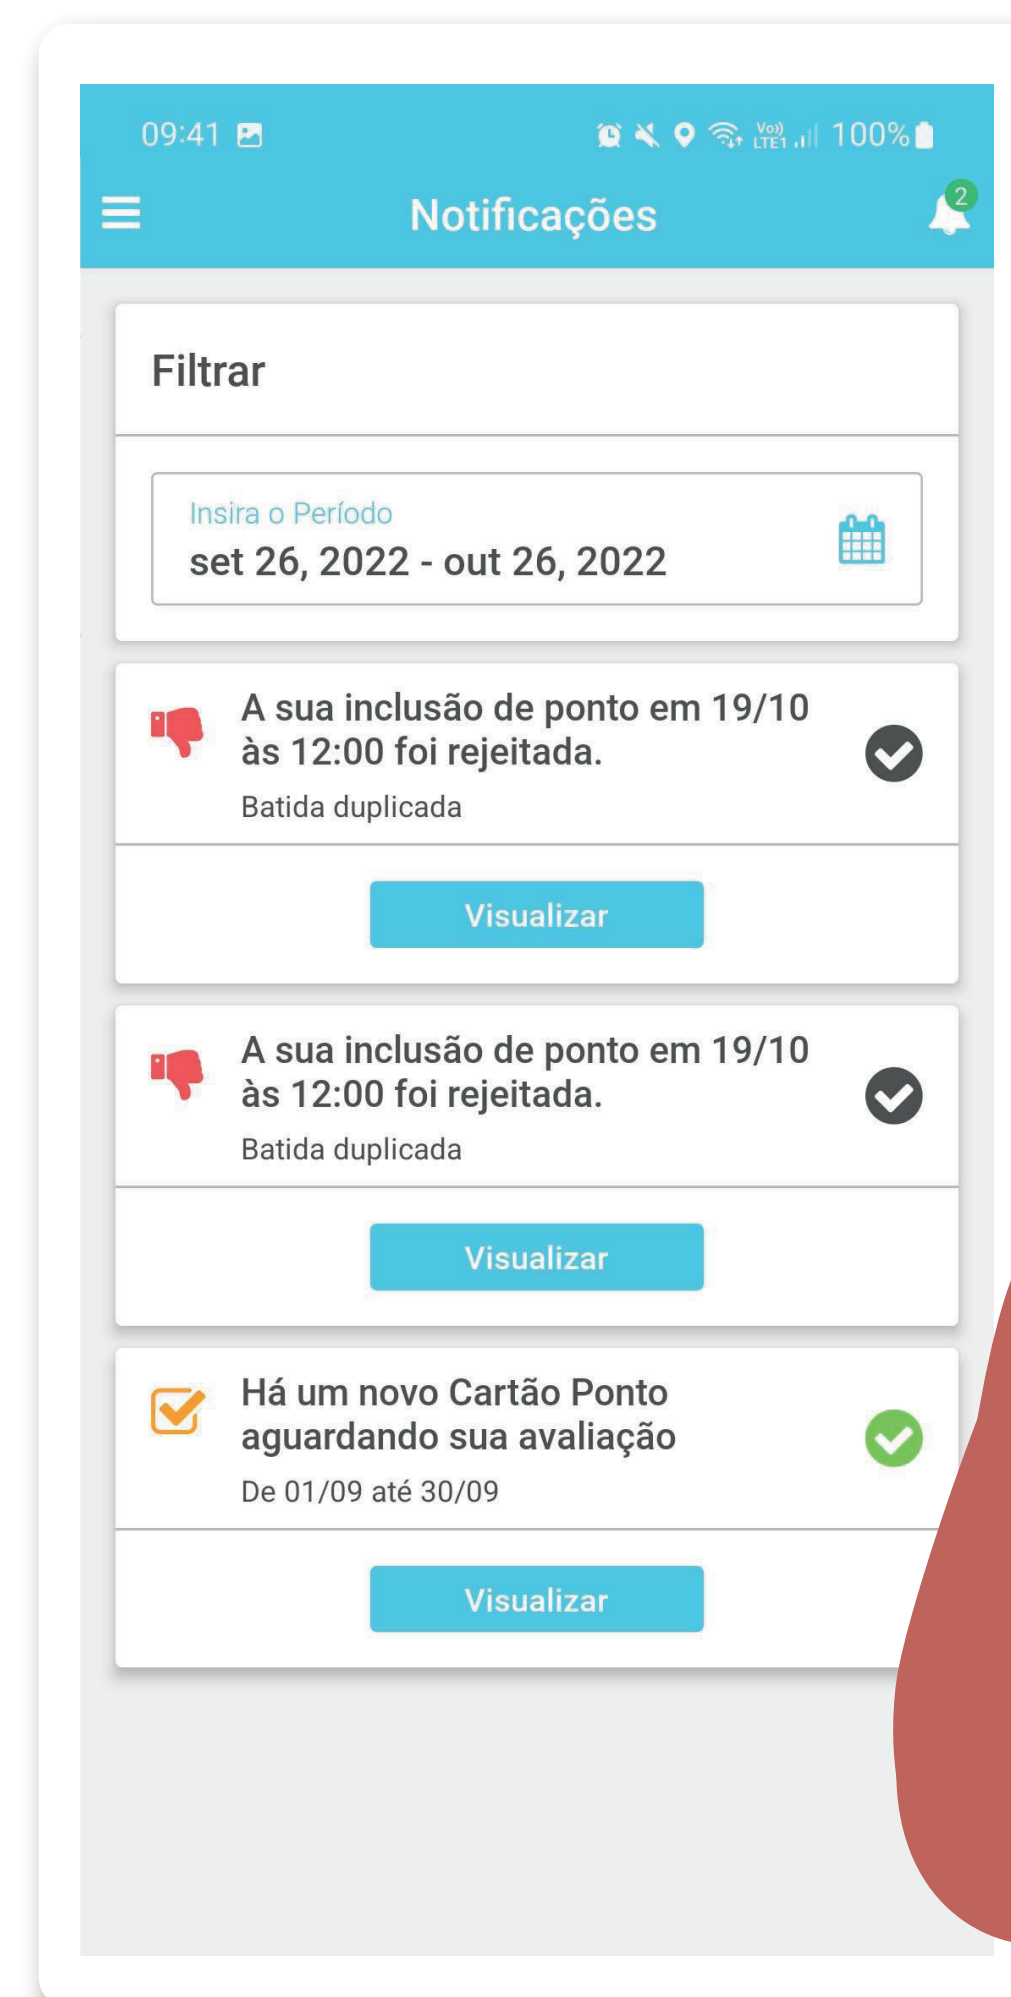 09:41
Vo)) LTE1 100%
Notificações
2
Filtrar
Insira o Período
set 26, 2022 - out 26, 2022
A sua inclusão de ponto em 19/10
às 12:00 foi rejeitada.
Batida duplicada
Visualizar
A sua inclusão de ponto em 19/10
às 12:00 foi rejeitada.
Batida duplicada
Visualizar
Há um novo Cartão Ponto
aguardando sua avaliação
De 01/09 até 30/09
Visualizar